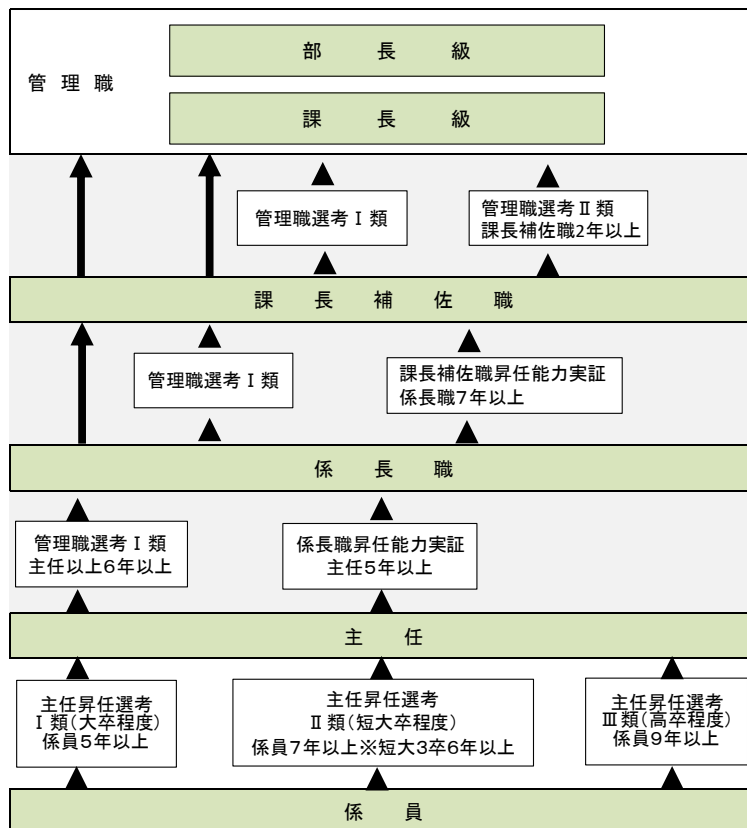 部 長 級
管 理 職
課 長 級
管理職選考Ⅰ類
管理職選考Ⅱ類
課長補佐職2年以上
課 長 補 佐 職
管理職選考Ⅰ類
課長補佐職昇任能力実証
係長職7年以上
係 長 職
管理職選考Ⅰ類
主任以上6年以上
係長職昇任能力実証
主任5年以上
主 任
主任昇任選考
Ⅰ類(大卒程度)
係員5年以上
主任昇任選考
Ⅱ類(短大卒程度)
係員7年以上※短大3卒6年以上
主任昇任選考
Ⅲ類(高卒程度)
係員9年以上
係 員